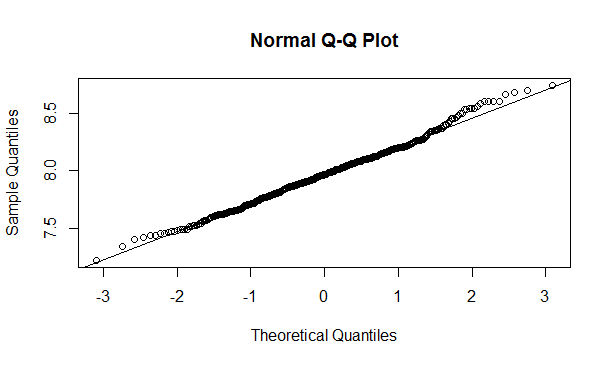 Normal Q-Q Plot
Sample Quantiles
8.5
8.0
7.5
-3 -2 -1 0 1 2 3
Theoretical Quantiles